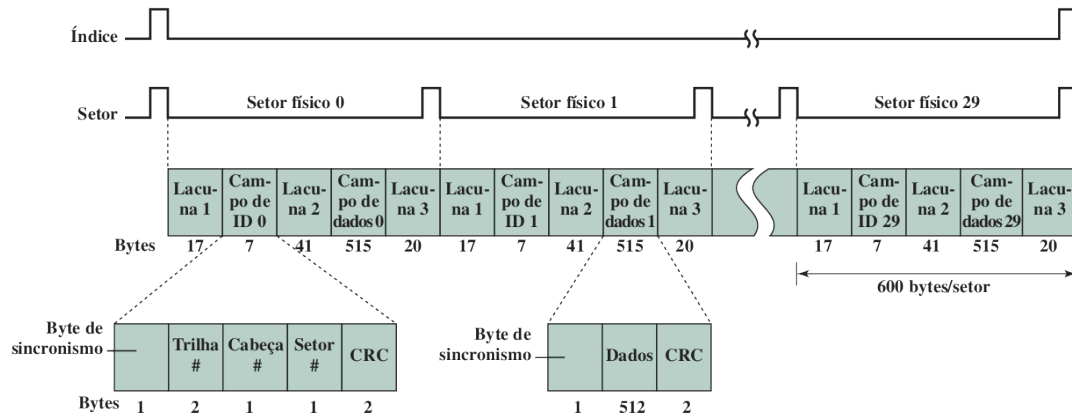 Índice
Setor Setor físico 0 Setor físico 1 Setor físico 29
Lacu- Cam- Lacu- Cam- Lacu- Lacu- Cam- Lacu- Cam- Lacu- Lacu- Cam- Lacu- Cam- Lacu-
na 1 po de na 2 po de na 3 na 1 po de na 2 po de na 3 na 1 po de na 2 po de na 3
ID 0 dados 0 ID 1 dados 1 ID 29 dados 29
Bytes 17 7 41 515 20 17 7 41 515 20 17 7 41 515 20
600 bytes/setor
Byte de
sincronismo
Trilha Cabeça Setor CRC
# # #
Bytes 1 2 1 1 2
Byte de
sincronismo
Dados CRC
1 512 2